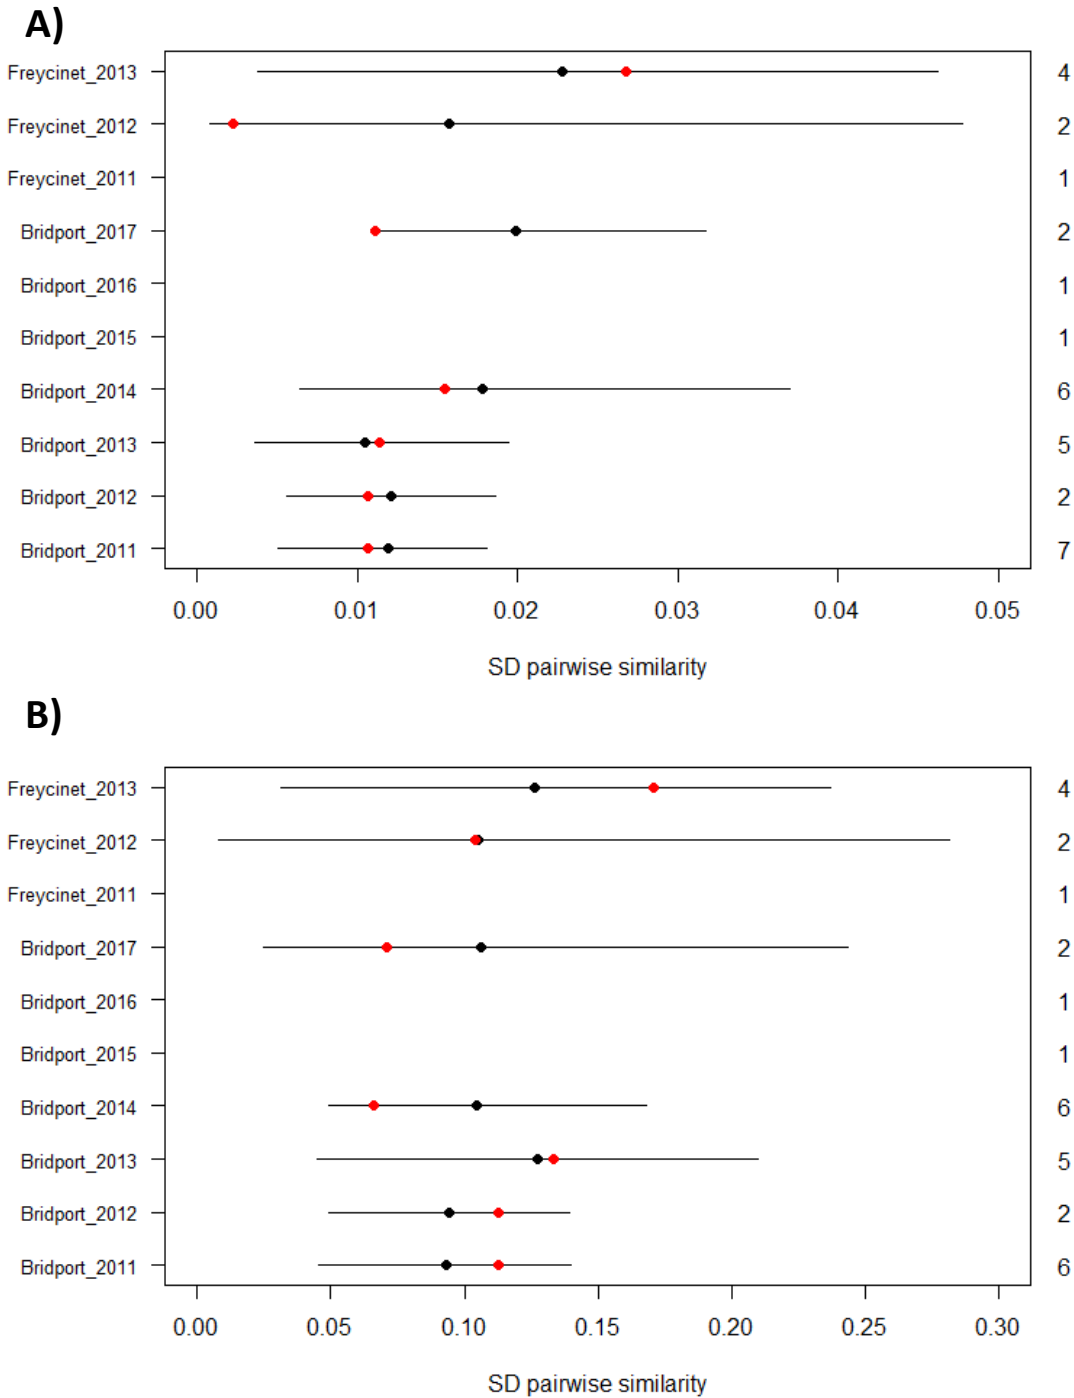 A)
Freycinet_2013 4
Freycinet_2012 2
Freycinet_2011 1
Bridport_2017 2
Bridport_2016 1
Bridport_2015 1
Bridport_2014 6
Bridport_2013 5
Bridport_2012 2
Bridport_2011 7
0.00 0.01 0.02 0.03 0.04 0.05
SD pairwise similarity
B)
Freycinet_2013 4
Freycinet_2012 2
Freycinet_2011 1
Bridport_2017 2
Bridport_2016 1
Bridport_2015 1
Bridport_2014 6
Bridport_2013 5
Bridport_2012 2
Bridport_2011 6
0.00 0.05 0.10 0.15 0.20 0.25 0.30
SD pairwise similarity